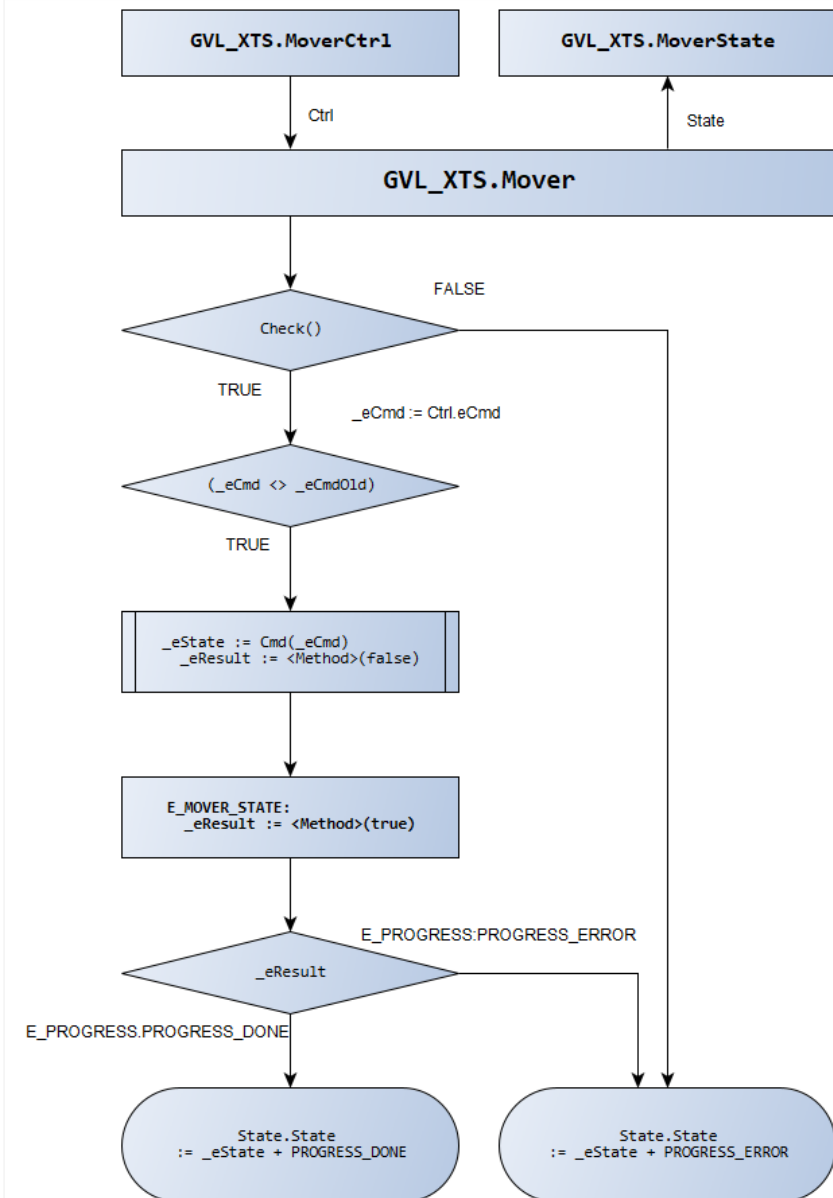 GVL_XTS.MoverCtrl
GVL_XTS.MoverState
Ctrl
State
GVL_XTS.Mover
FALSE
Check()
TRUE
_eCmd := Ctrl.eCmd
(_eCmd <> _eCmdOld)
TRUE
_eState := Cmd(_eCmd)
_eResult := <Method>(false)
E_MOVER_STATE:
_eResult := <Method>(true)
E_PROGRESS:PROGRESS_ERROR
_eResult
E_PROGRESS.PROGRESS_DONE
State.State
:= _eState + PROGRESS_DONE
State.State
:= _eState + PROGRESS_ERROR